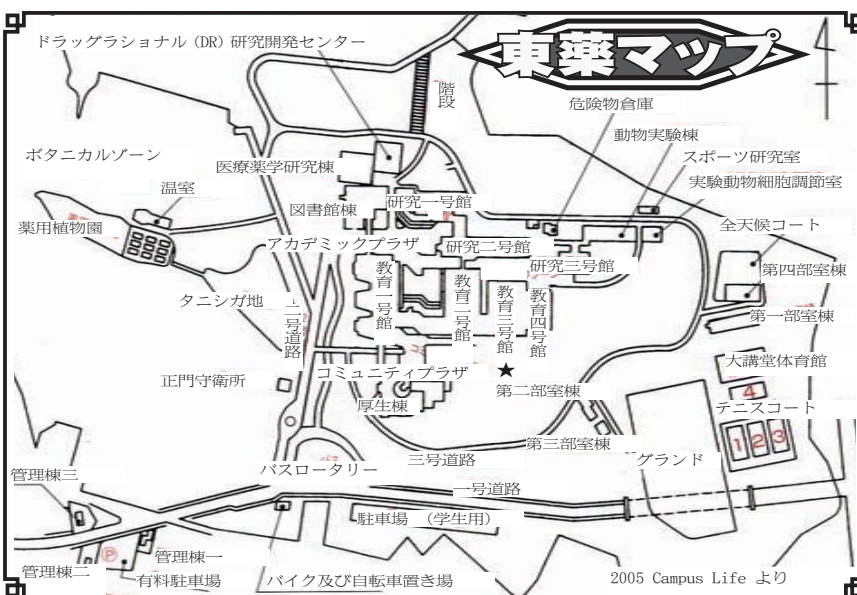 東薬マップ
ドラッグラショナル (DR) 研究開発センター
階段
危険物倉庫
動物実験棟
スポーツ研究室
実験動物細胞調節室
ボタニカルゾーン
医療薬学研究棟
温室
図書館棟
研究一号館
薬用植物園
全天候コート
アカデミックプラザ
研究二号館
研究三号館
第四部室棟
教育一号館
教育二号館
教育三号館
教育四号館
タニシガ池
二号道路
第一部室棟
大講堂体育館
コミュニティプラザ
★
正門守衛所
第二部室棟
4
厚生棟
テニスコート
1 2 3
第三部室棟
三号道路
グランド
バスロータリー
管理棟三
一号道路
駐車場 (学生用)
P
管理棟一
管理棟二
有料駐車場
バイク及び自転車置き場
2005 Campus Life より